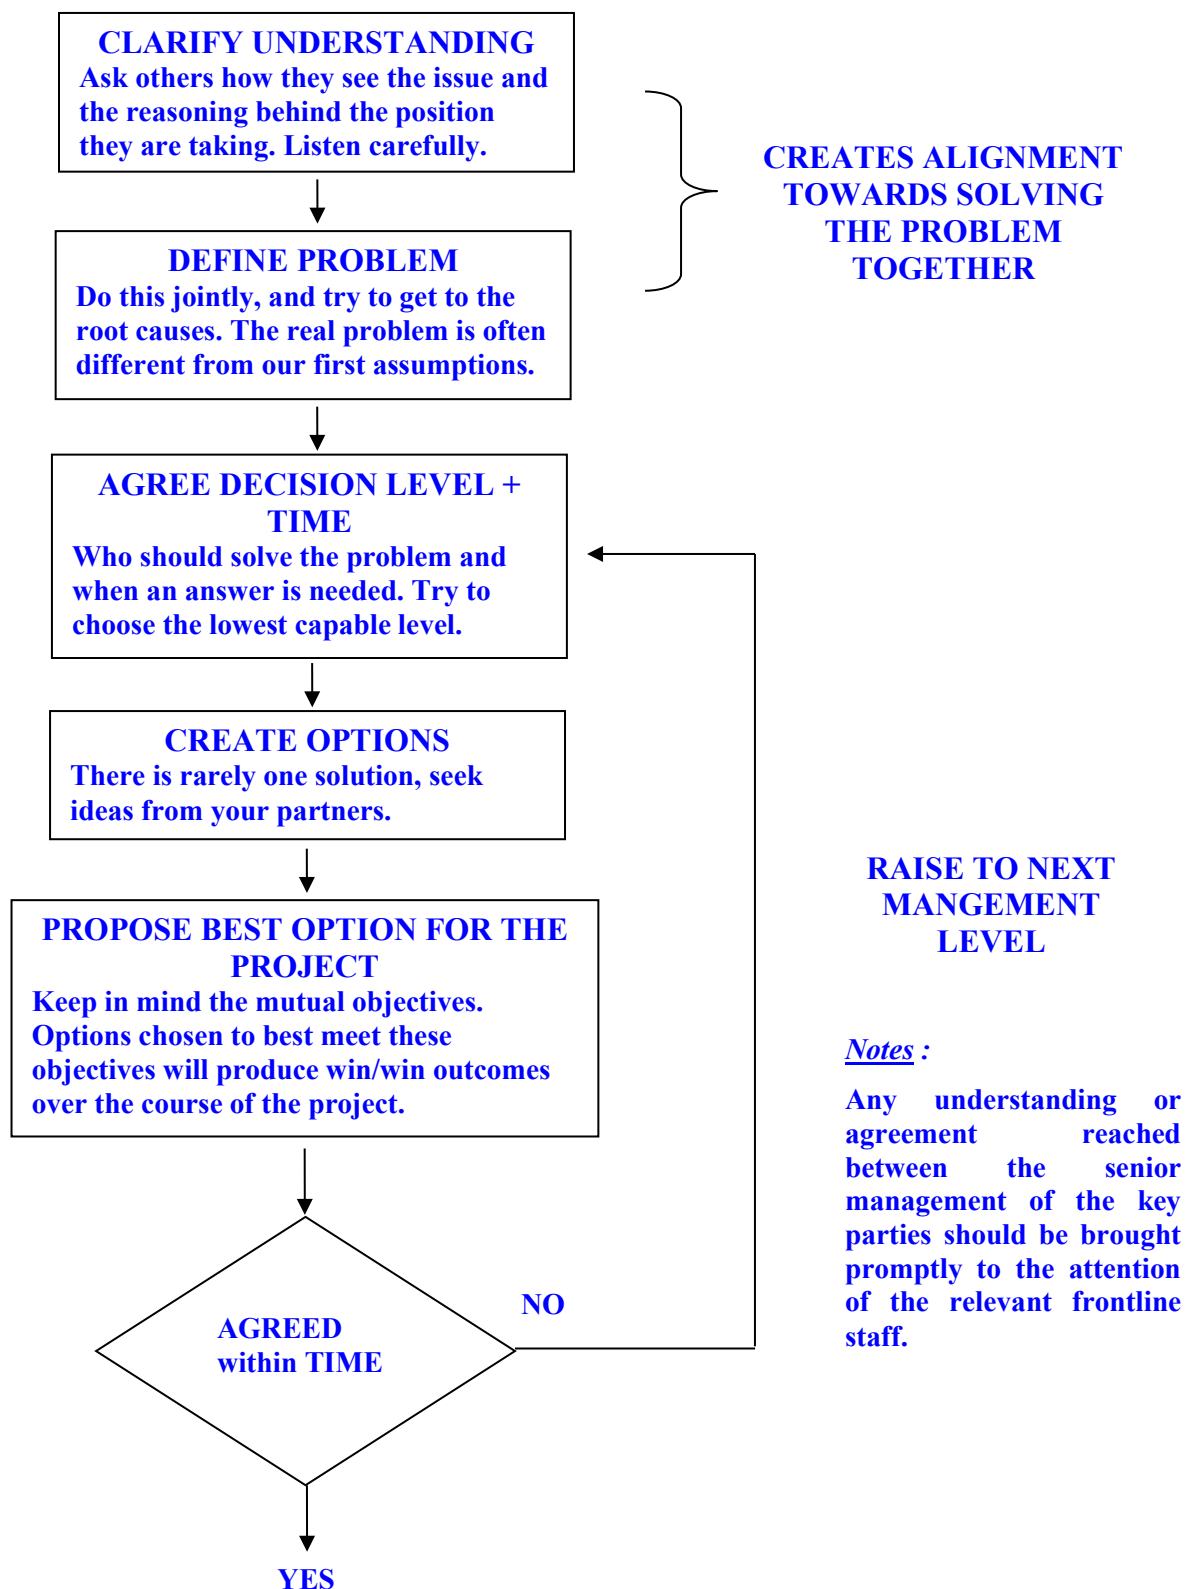 CLARIFY UNDERSTANDING
Ask others how they see the issue and
the reasoning behind the position
they are taking. Listen carefully.
CREATES ALIGNMENT
TOWARDS SOLVING
THE PROBLEM
TOGETHER
DEFINE PROBLEM
Do this jointly, and try to get to the
root causes. The real problem is often
different from our first assumptions.
AGREE DECISION LEVEL +
TIME
Who should solve the problem and
when an answer is needed. Try to
choose the lowest capable level.
CREATE OPTIONS
There is rarely one solution, seek
ideas from your partners.
PROPOSE BEST OPTION FOR THE
PROJECT
Keep in mind the mutual objectives.
Options chosen to best meet these
objectives will produce win/win outcomes
over the course of the project.
RAISE TO NEXT
MANGEMENT
LEVEL
Notes :
Any understanding or
agreement reached
between the senior
management of the key
parties should be brought
promptly to the attention
of the relevant frontline
staff.
AGREED
within TIME
NO
YES